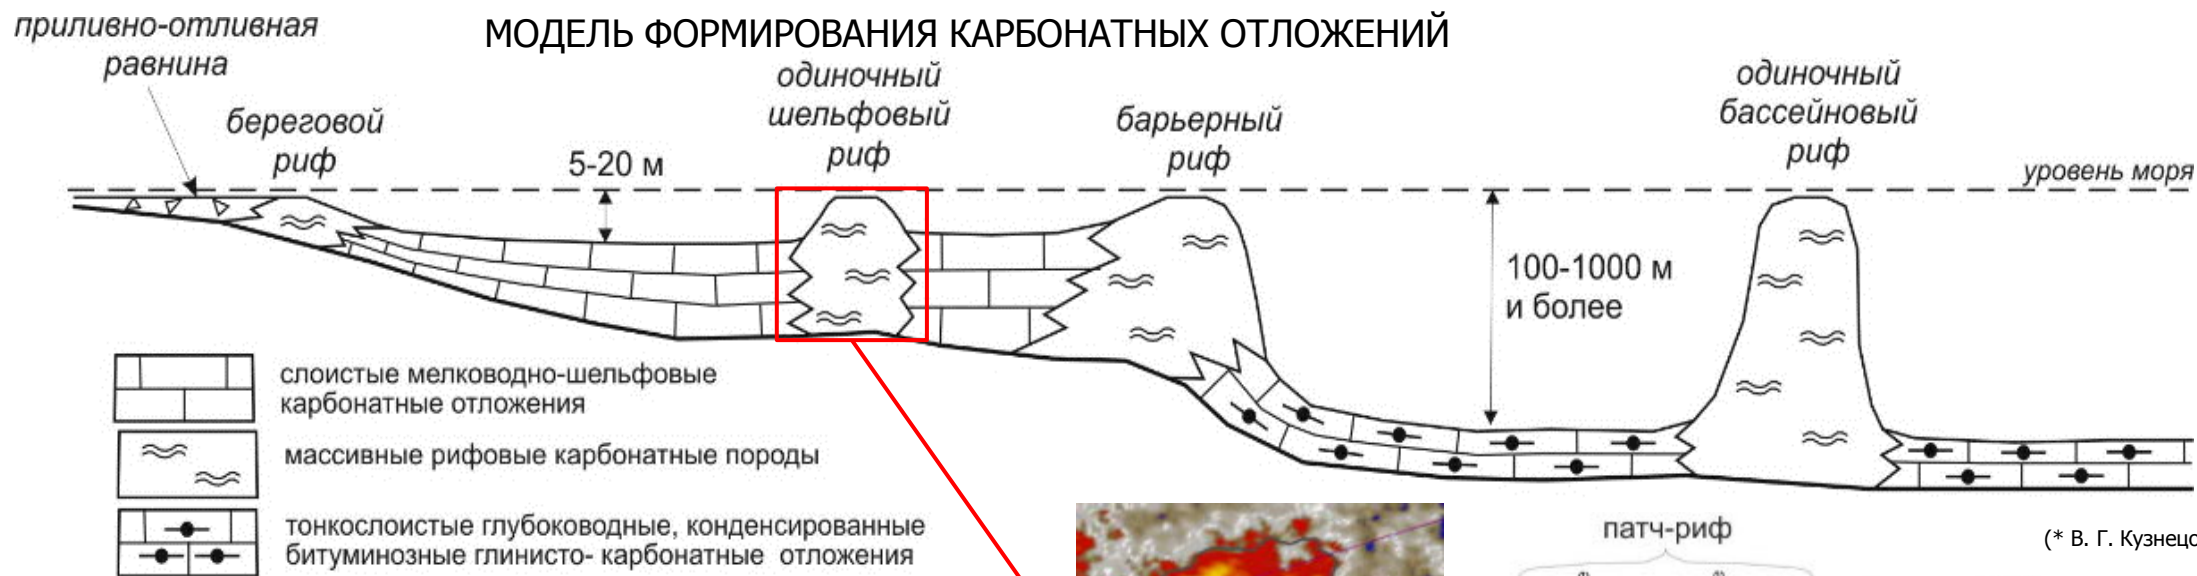 МОДЕЛЬ ФОРМИРОВАНИЯ КАРБОНАТНЫХ ОТЛОЖЕНИЙ
приливно-отливная
равнина
береговой
риф
5-20 м
одиночный
шельфовый
риф
барьерный
риф
одиночный
бассейновый
риф
уровень моря
100-1000 м
и более
слоистые мелководно-шельфовые
карбонатные отложения
массивные рифовые карбонатные породы
тонкослоистые глубоководные, конденсированные
битуминозные глинисто- карбонатные отложения
патч-риф
(* В. Г. Кузнецо